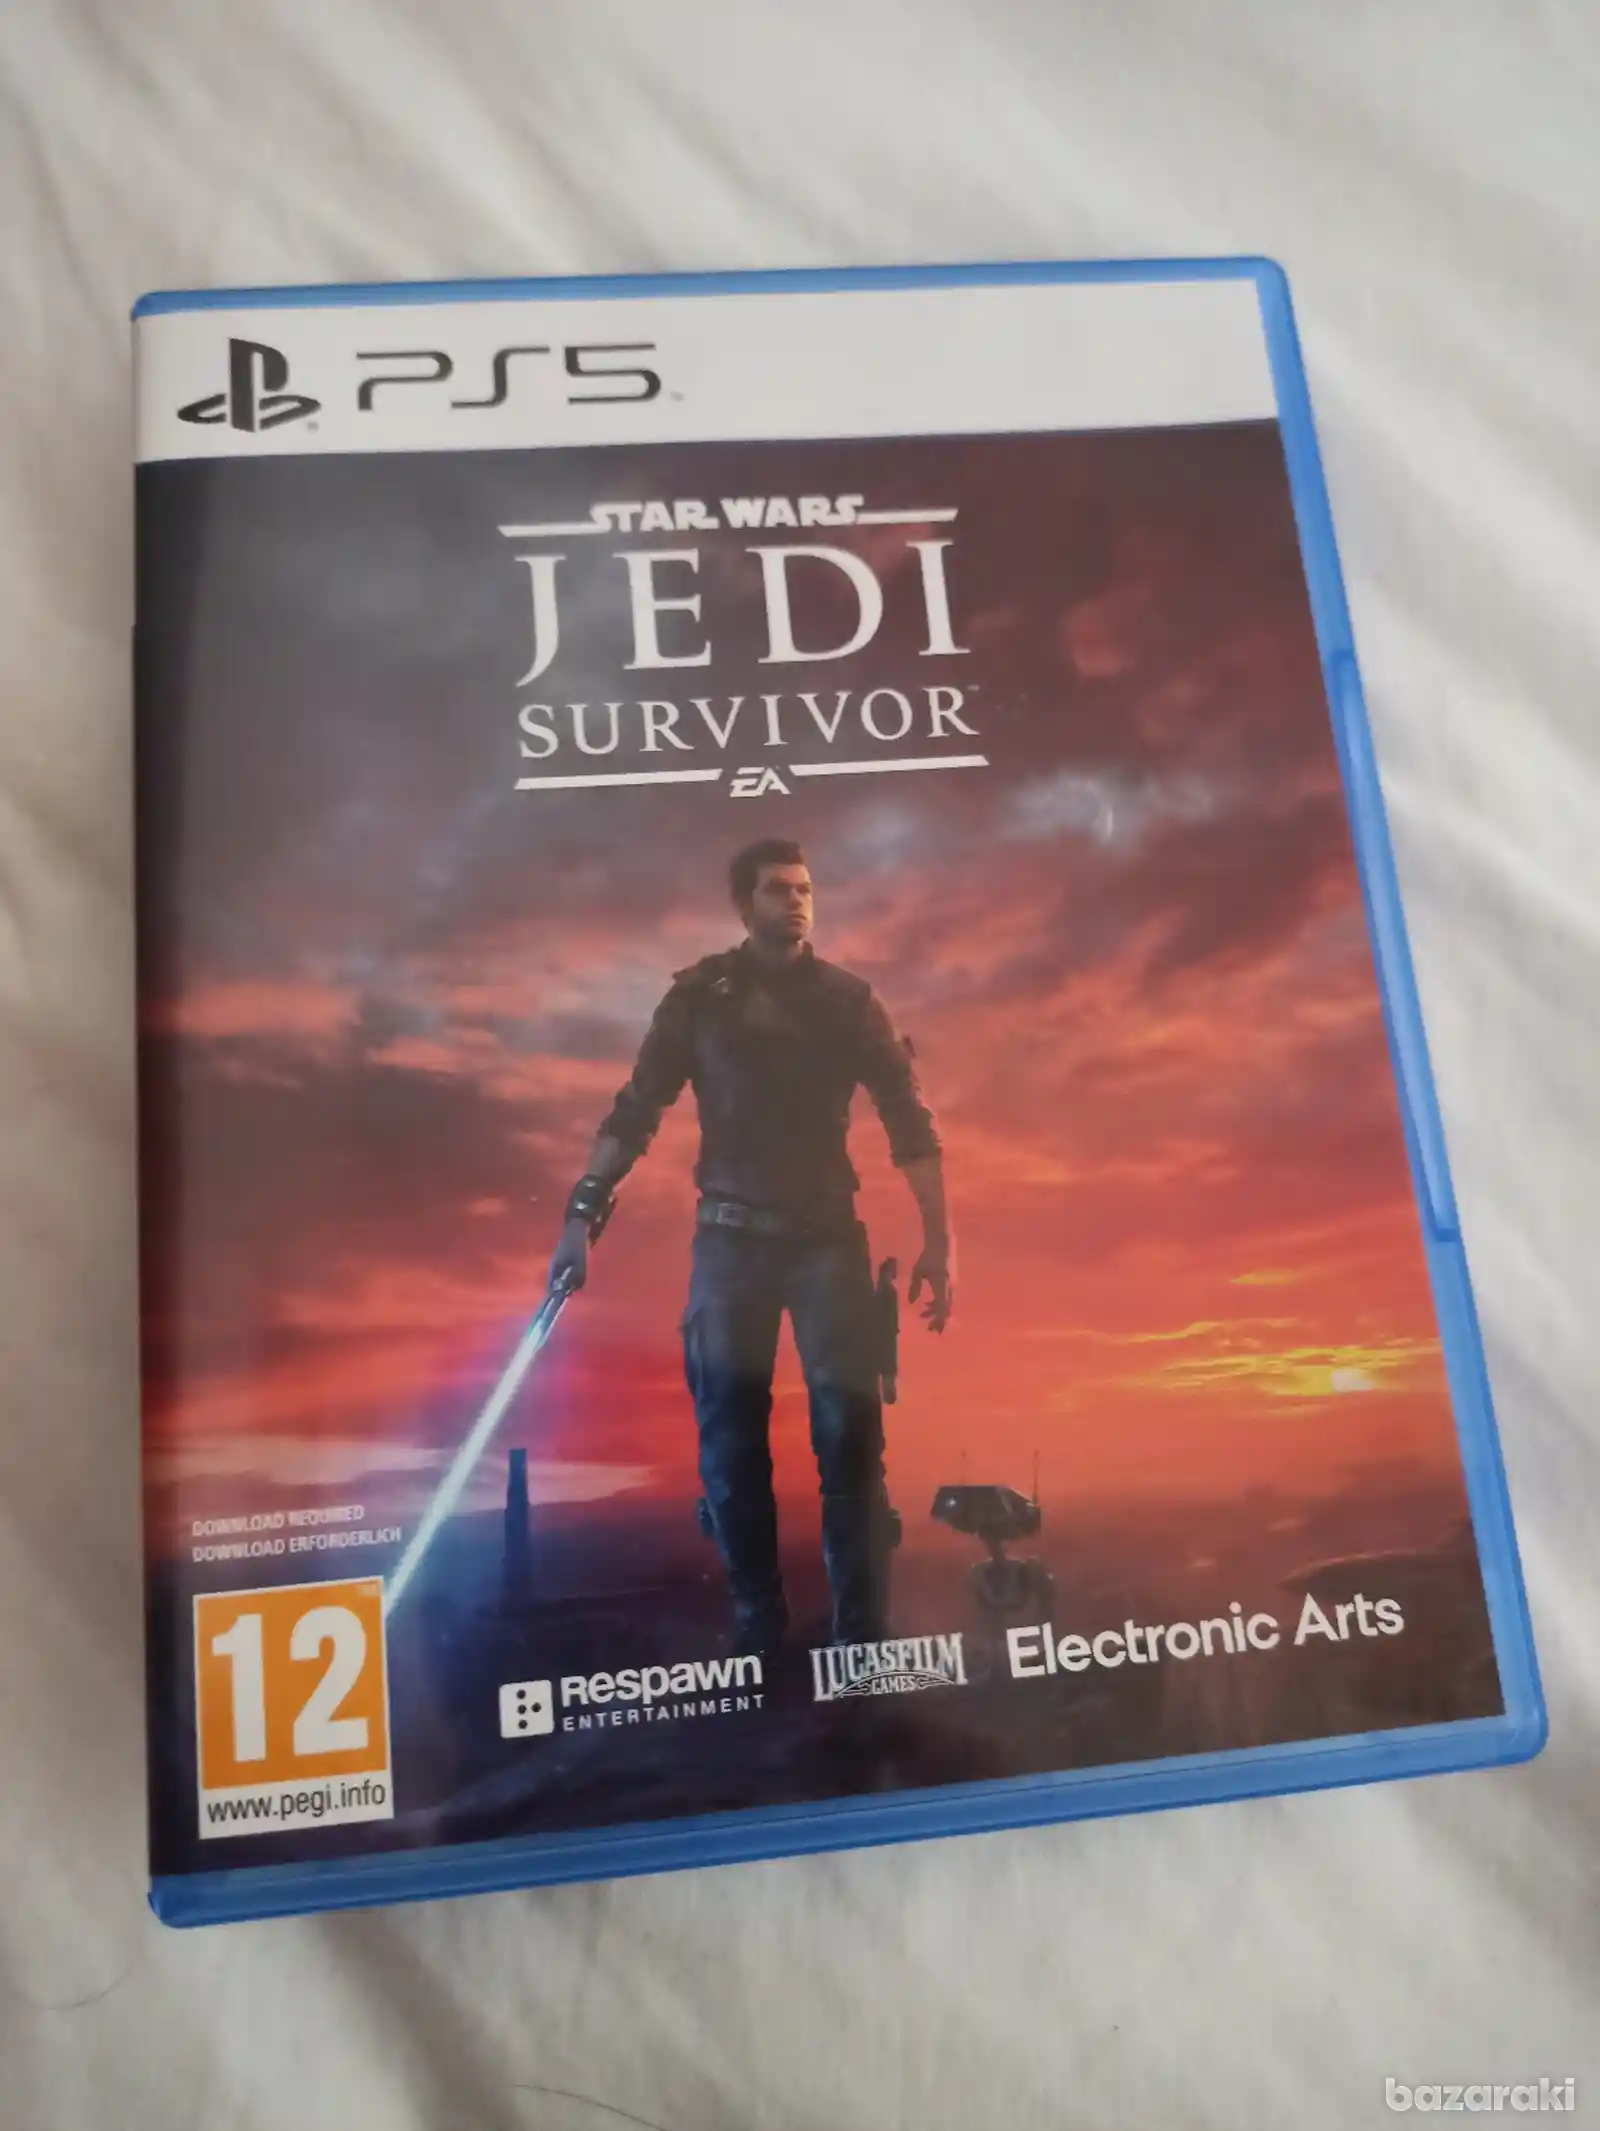 PS5
STAR WARS
JEDI
SURVIVOR
EA
DOWNLOAD REQUIRED
DOWNLOAD ERFORDERLICH
12
www.pegi.info
Respawn
ENTERTAINMENT
LUCASFILM
GAMES
Electronic Arts
bazaraki